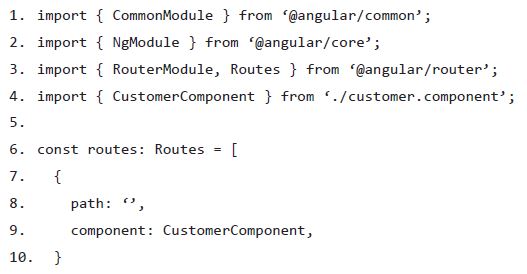 1. import { CommonModule } from ‘@angular/common’;
2. import { NgModule } from ‘@angular/core’;
3. import { RouterModule, Routes } from ‘@angular/router’;
4. import { CustomerComponent } from ‘./customer.component’;
5.
6. const routes: Routes = [
7. {
8. path: ‘’,
9. component: CustomerComponent,
10. }